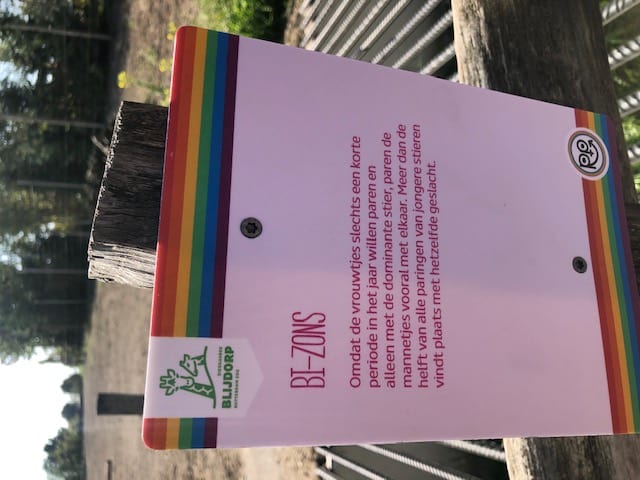 DIERGAARDE
BLIJDORP
ROTTERDAM ZOO
BI-ZONS
Omdat de vrouwtjes slechts een korte
periode in het jaar willen paren en
alleen met de dominante stier, paren de
mannetjes vooral met elkaar. Meer dan de
helft van alle paringen van jongere stieren
vindt plaats met hetzelfde geslacht.